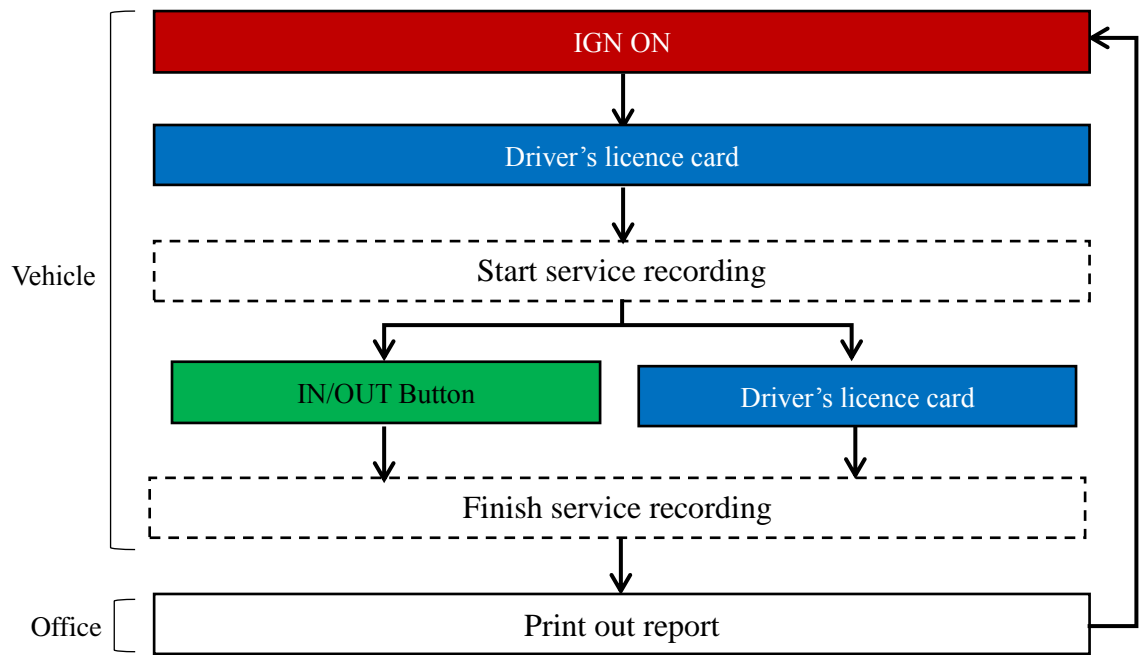 IGN ON
Driver’s licence card
Start service recording
Vehicle
IN/OUT Button
Driver’s licence card
Finish service recording
Office
Print out report